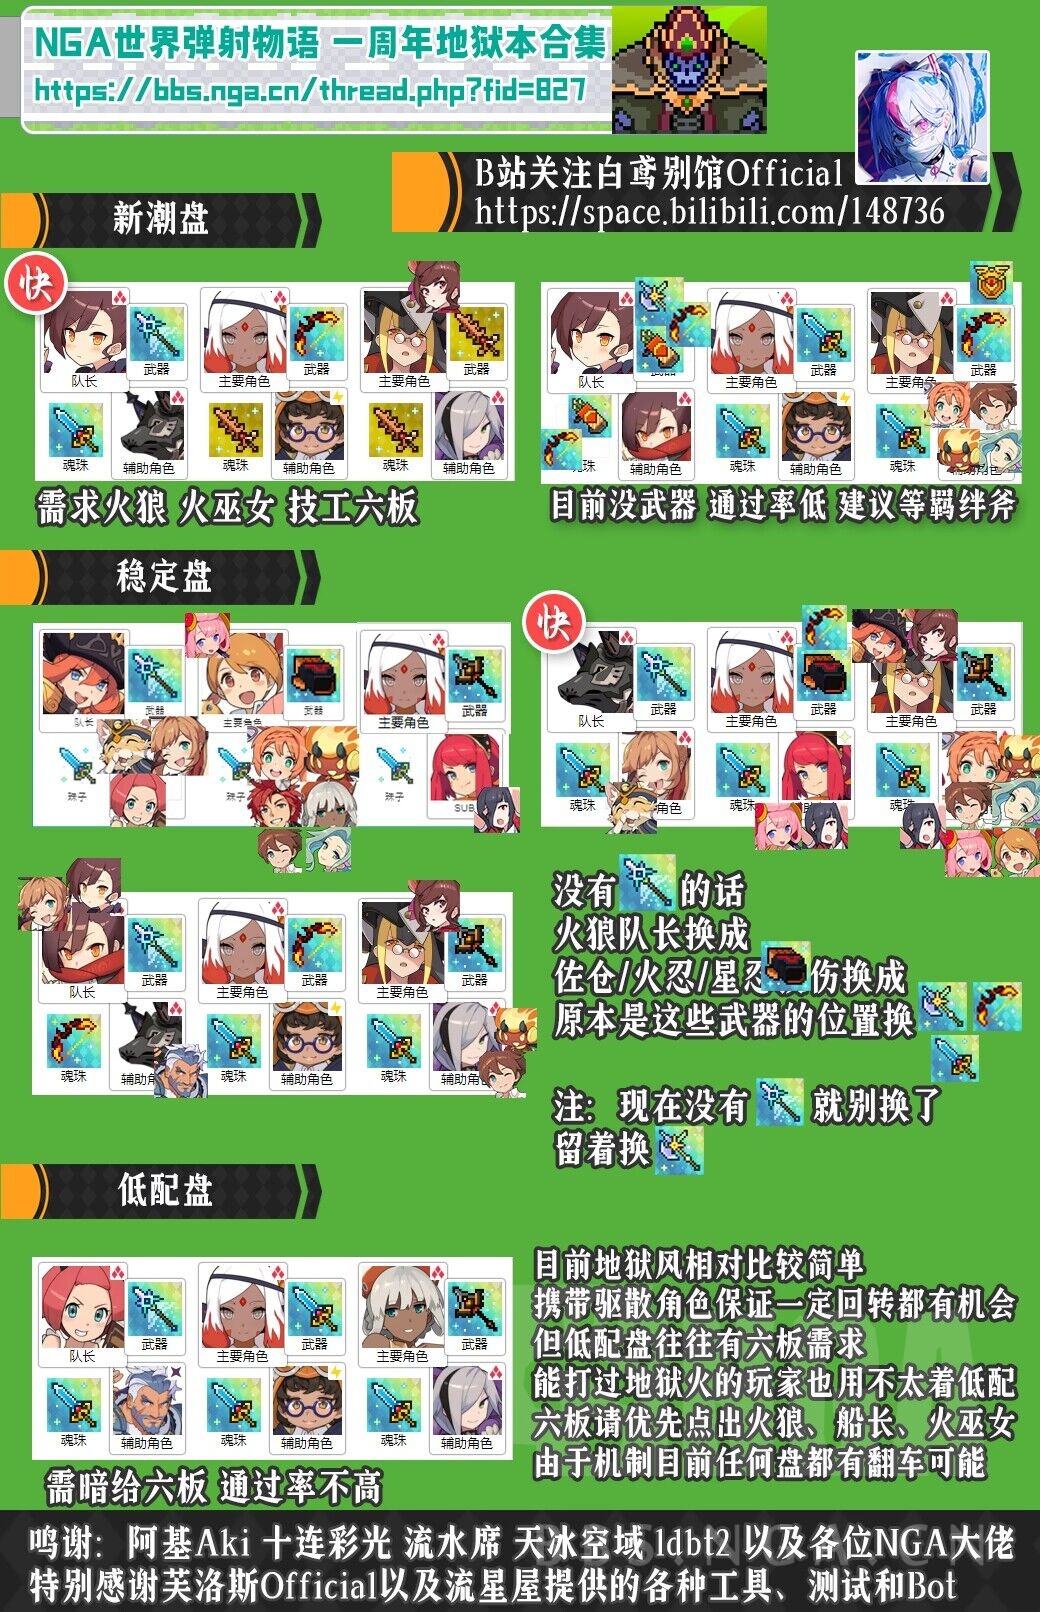 NGA世界弹射物语 一周年地狱本合集
https://bbs.nga.cn/thread.php?fid=827
B站关注白鸢别馆Official
https://space.bilibili.com/148736
新潮盘
快
队长 武器 主要角色 武器 主要角色 武器
魂珠 辅助角色 魂珠 辅助角色 魂珠 辅助角色
需求火狼 火巫女 技工六板
队长 主要角色 武器 主要角色 武器
辅助角色 魂珠 辅助角色 魂珠
目前没武器 通过率低 建议等羁绊斧
稳定盘
队长 武器 主要角色 武器 主要角色 武器
珠子 珠子 珠子 SUB
快
队长 武器 主要角色 武器 主要角色 武器
魂珠 角色 魂珠 辅助 魂珠
队长 武器 主要角色 武器 主要角色 武器
魂珠 辅助角 魂珠 辅助角色 魂珠 辅助角
没有 的话
火狼队长换成
佐仓/火忍/星忍 伤换成
原本是这些武器的位置换
注：现在没有 就别换了
留着换
低配盘
队长 武器 主要角色 武器 主要角色 武器
魂珠 辅助角色 魂珠 辅助角色 魂珠 辅助角色
需暗给六板 通过率不高
目前地狱风相对比较简单
携带驱散角色保证一定回转都有机会
但低配盘往往有六板需求
能打过地狱火的玩家也用不太着低配
六板请优先点出火狼、船长、火巫女
由于机制目前任何盘都有翻车可能
鸣谢：阿基Aki 十连彩光 流水席 天冰空域 ldbt2 以及各位NGA大佬
特别感谢芙洛斯Official以及流星屋提供的各种工具、测试和Bot